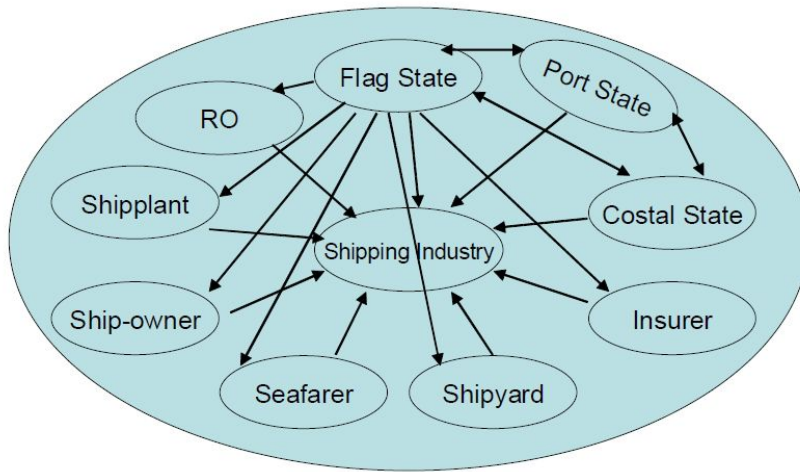 Flag State
Port State
RO
Shipplant
Costal State
Shipping Industry
Ship-owner
Insurer
Seafarer
Shipyard